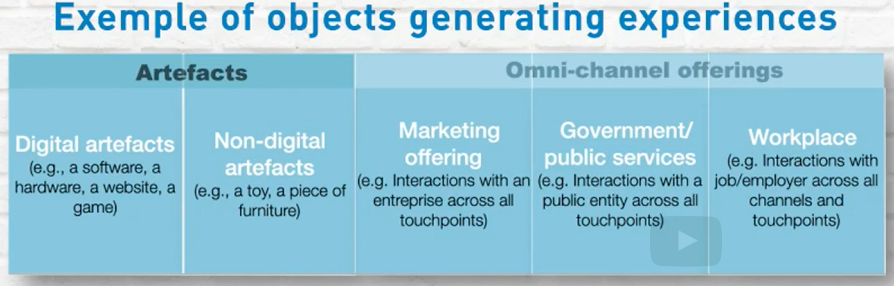 Exemple of objects generating experiences
Artefacts
Omni-channel offerings
Digital artefacts
(e.g., a software, a
hardware, a website, a
game)
Non-digital
artefacts
(e.g., a toy, a piece of
furniture)
Marketing
offering
(e.g. Interactions with an
entreprise across all
touchpoints)
Government/
public services
(e.g. Interactions with a
public entity across all
touchpoints)
Workplace
(e.g. Interactions with
job/employer across all
channels and
touchpoints)